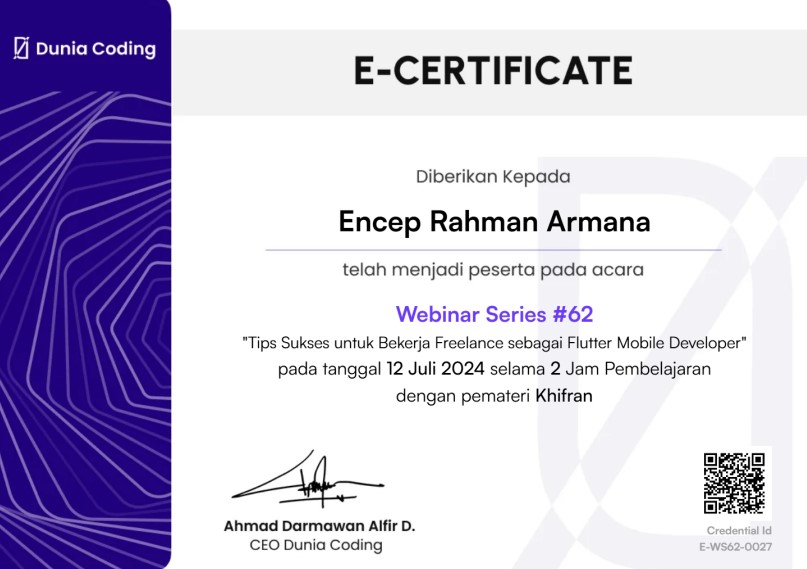 Dunia Coding
E-CERTIFICATE
Diberikan Kepada
Encep Rahman Armana
telah menjadi peserta pada acara
Webinar Series #62
"Tips Sukses untuk Bekerja Freelance sebagai Flutter Mobile Developer"
pada tanggal 12 Juli 2024 selama 2 Jam Pembelajaran
dengan pemateri Khifran
Ahmad Darmawan Alfir D.
CEO Dunia Coding
Credential Id
E-WS62-0027